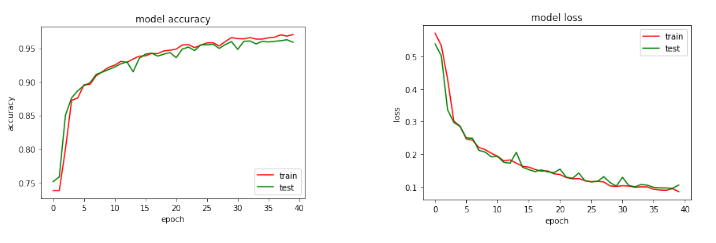 model accuracy
0.95
0.90
0.85
0.80
0.75
accuracy
train
test
0 5 10 15 20 25 30 35 40
epoch
model loss
0.5
0.4
0.3
0.2
0.1
loss
train
test
0 5 10 15 20 25 30 35 40
epoch